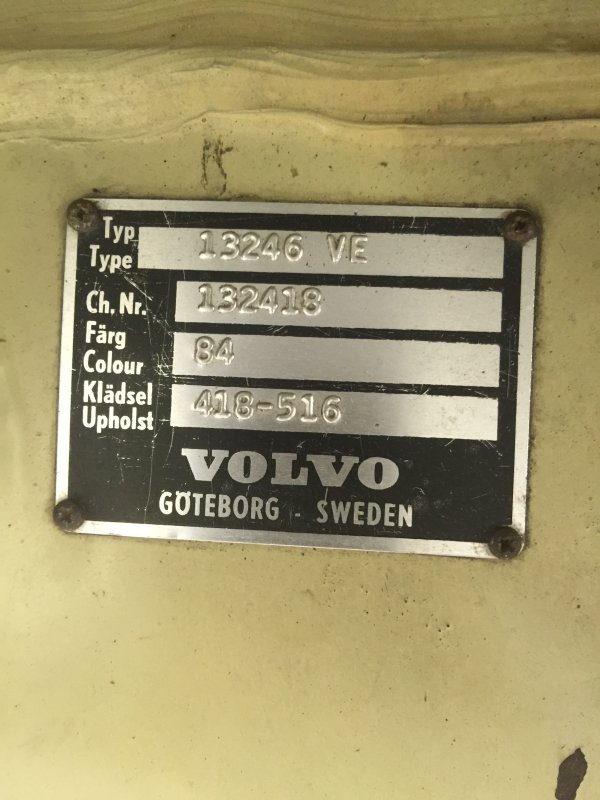 Typ
Type 13246 VE
Ch. Nr. 132418
Färg
Colour 84
Klädsel
Upholst 418-516
VOLVO
GÖTEBORG - SWEDEN